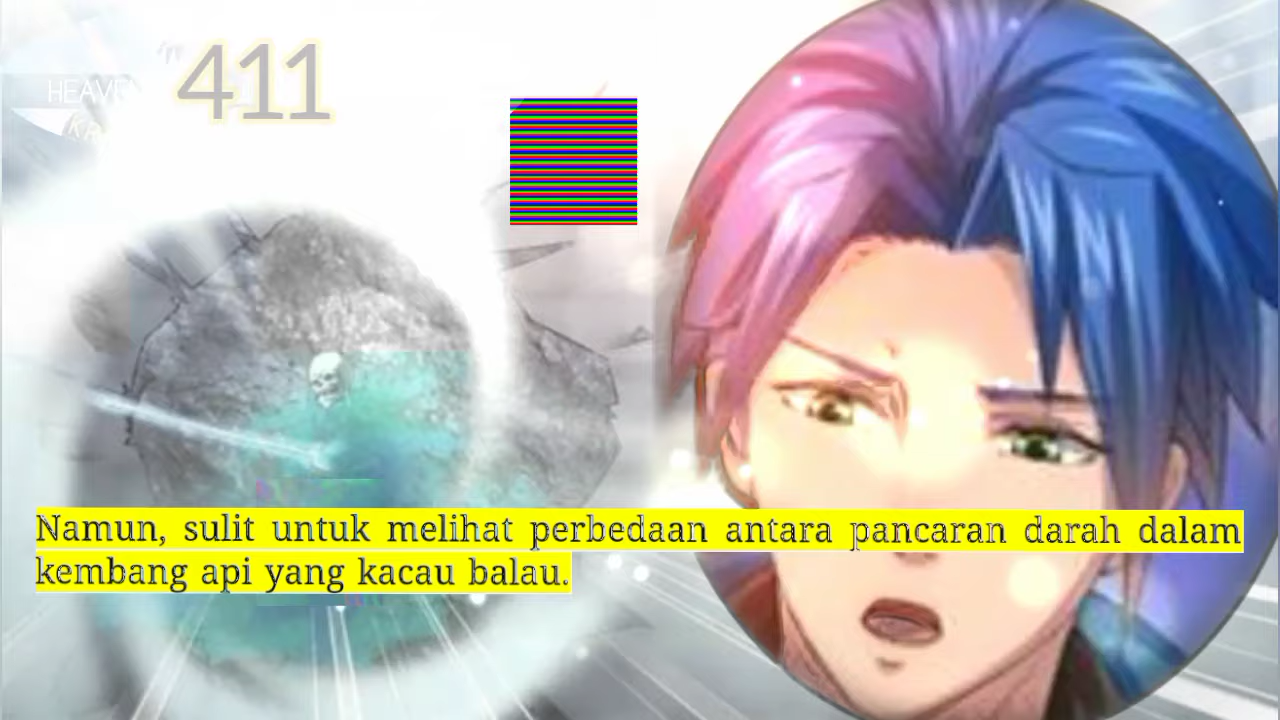 411
Namun, sulit untuk melihat perbedaan antara pancaran darah dalam
kembang api yang kacau balau.